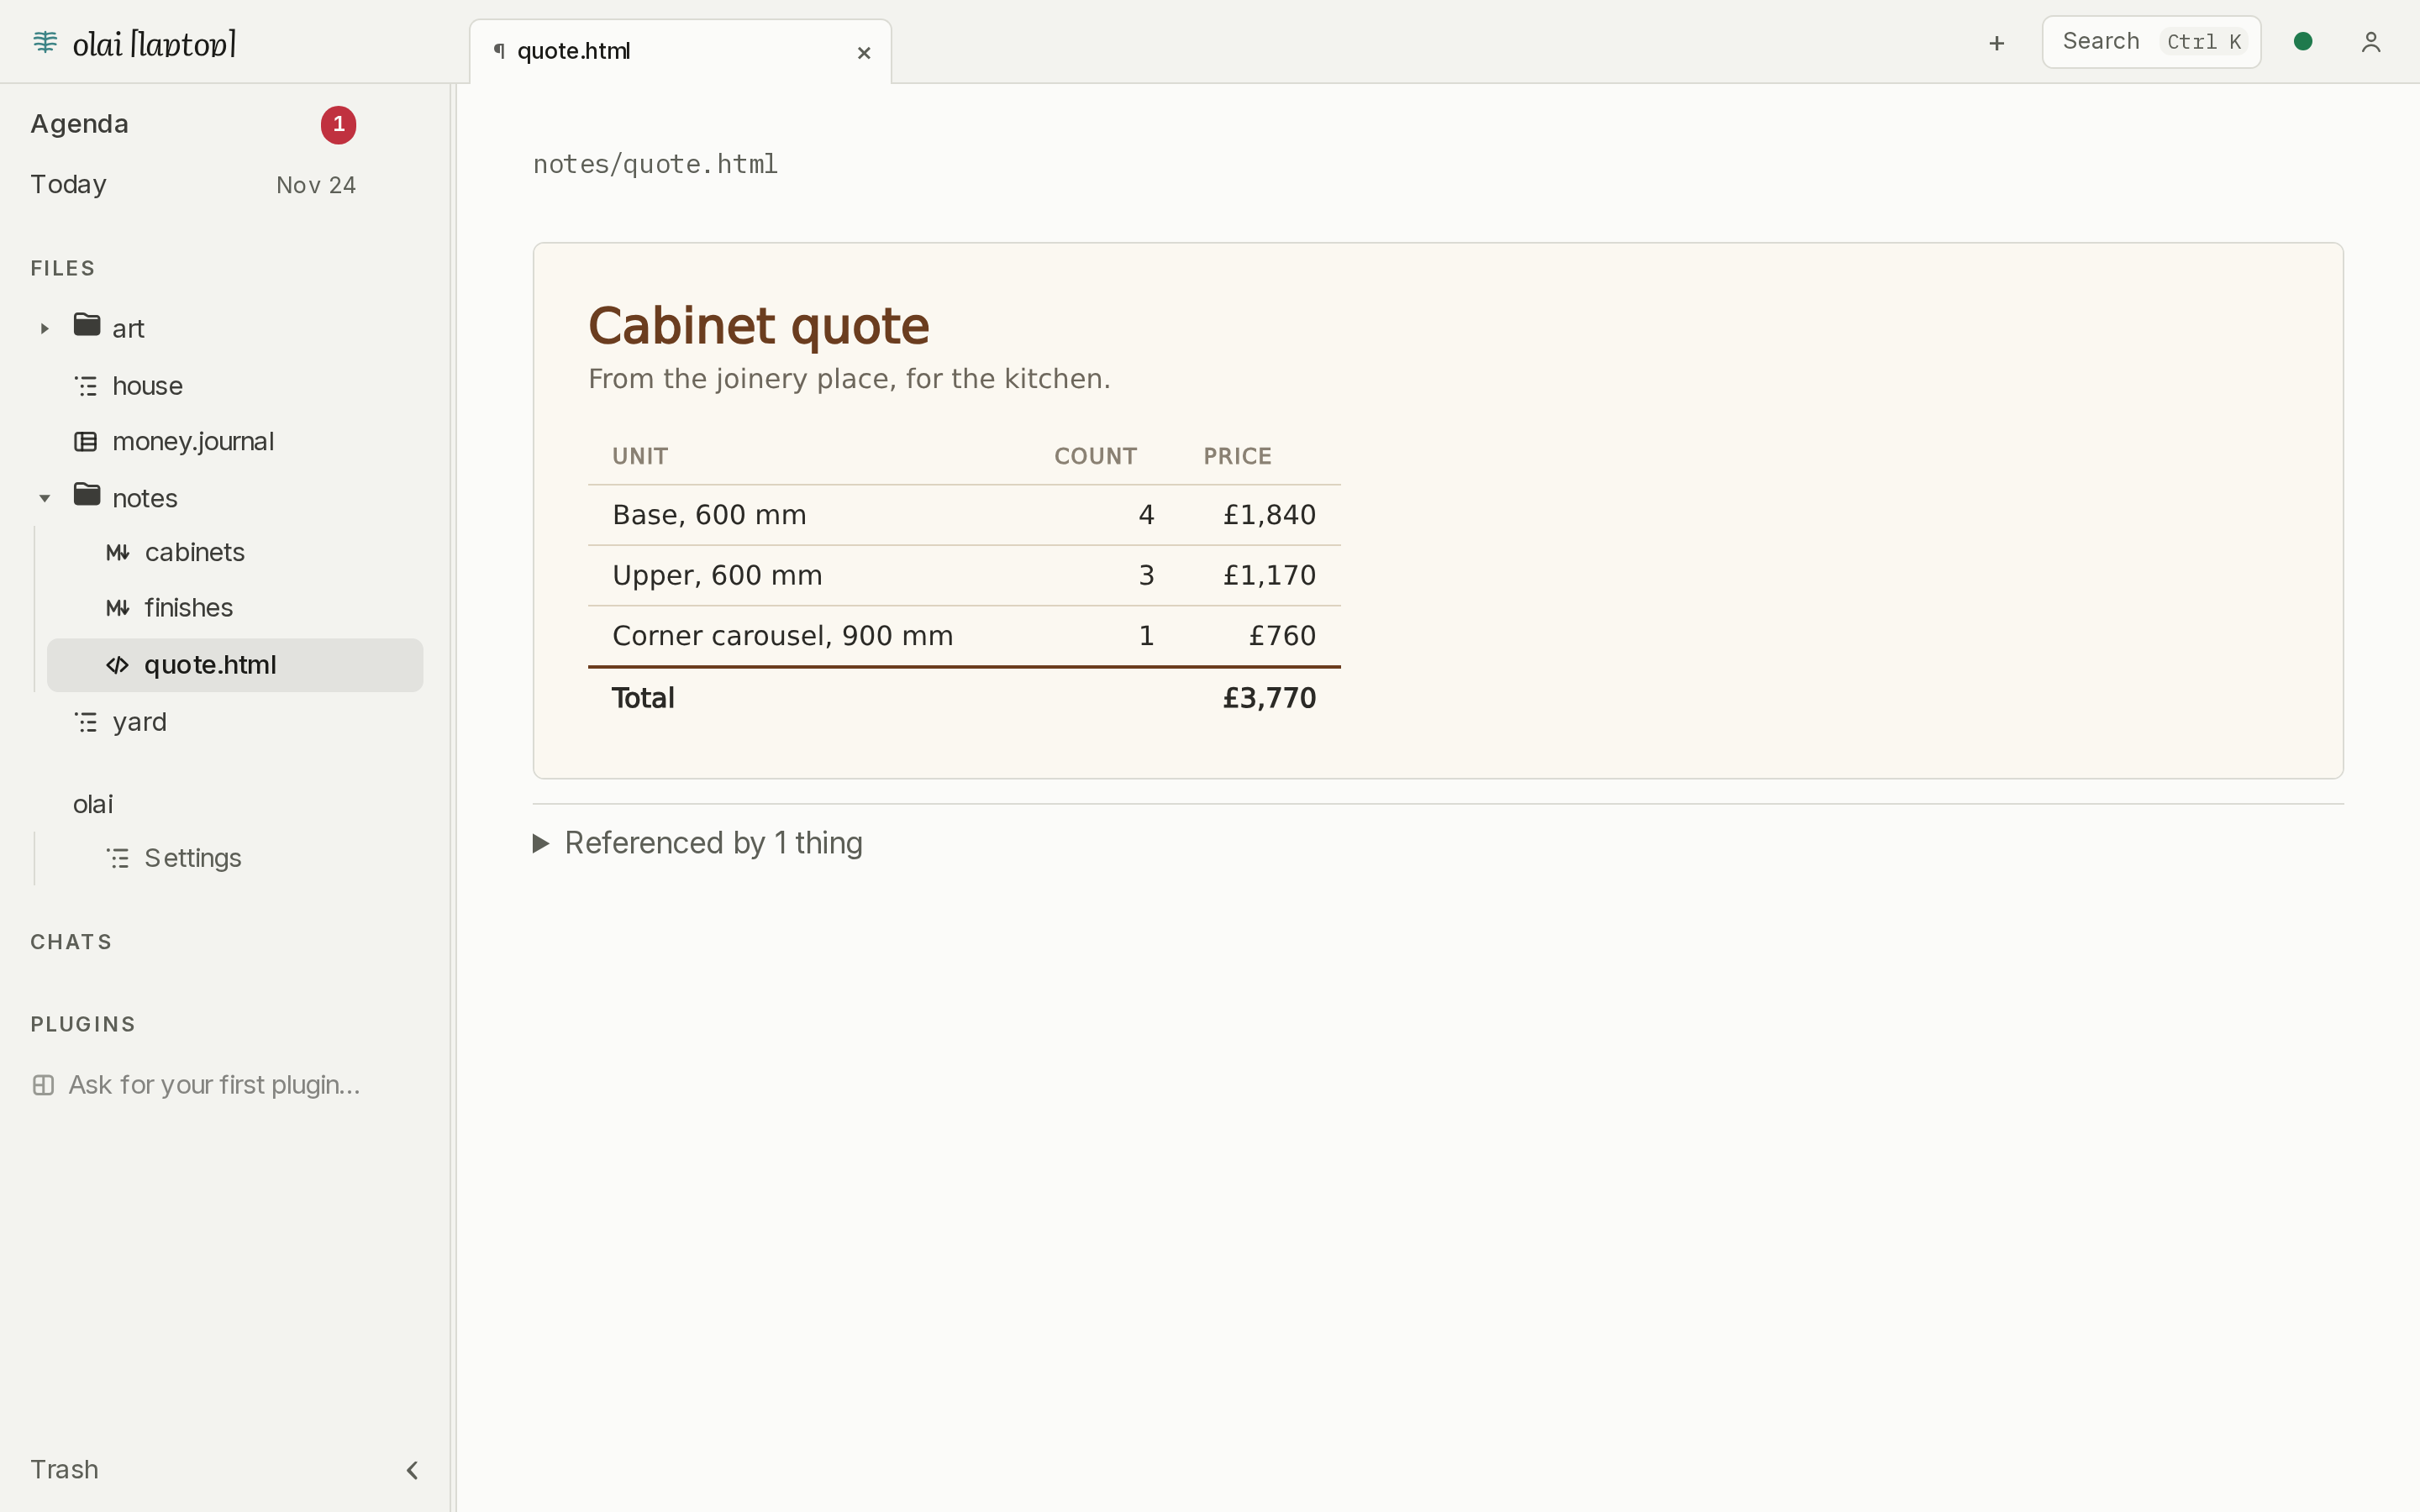 olai [laptop]
¶ quote.html ×
+ Search Ctrl K
Agenda 1
Today Nov 24
FILES
art
house
money.journal
notes
cabinets
finishes
quote.html
yard
olai
Settings
CHATS
PLUGINS
Ask for your first plugin…
Trash
notes/quote.html
Cabinet quote
From the joinery place, for the kitchen.
UNIT COUNT PRICE
Base, 600 mm 4 £1,840
Upper, 600 mm 3 £1,170
Corner carousel, 900 mm 1 £760
Total £3,770
Referenced by 1 thing